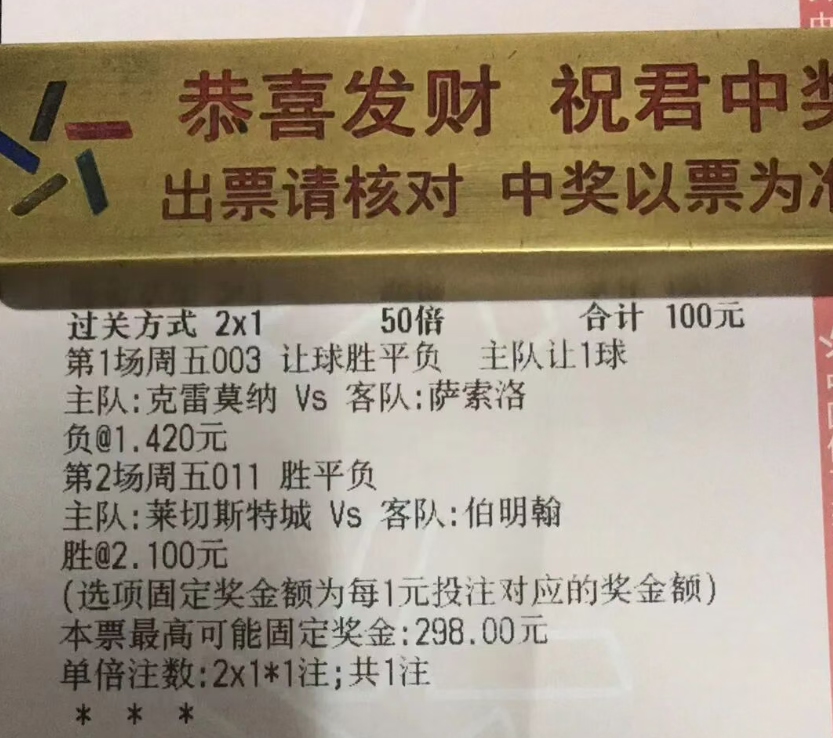 恭喜发财 祝君中奖
出票请核对 中奖以票为准
过关方式 2x1 50倍 合计 100元
第1场周五003 让球胜平负 主队让1球
主队:克雷莫纳 Vs 客队:萨索洛
负@1.420元
第2场周五011 胜平负
主队:莱切斯特城 Vs 客队:伯明翰
胜@2.100元
(选项固定奖金额为每1元投注对应的奖金额)
本票最高可能固定奖金:298.00元
单倍注数:2x1*1注;共1注
* * *